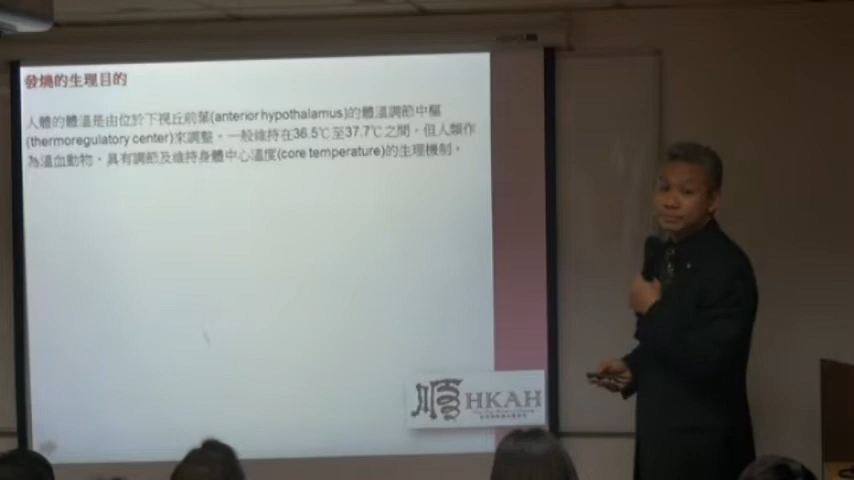 發燒的生理目的
人體的體溫是由位於下視丘前葉(anterior hypothalamus)的體溫調節中樞
(thermoregulatory center)來調整，一般維持在36.5℃至37.7℃之間，但人類作
為溫血動物，具有調節及維持身體中心溫度(core temperature)的生理機制，
順 HKAH